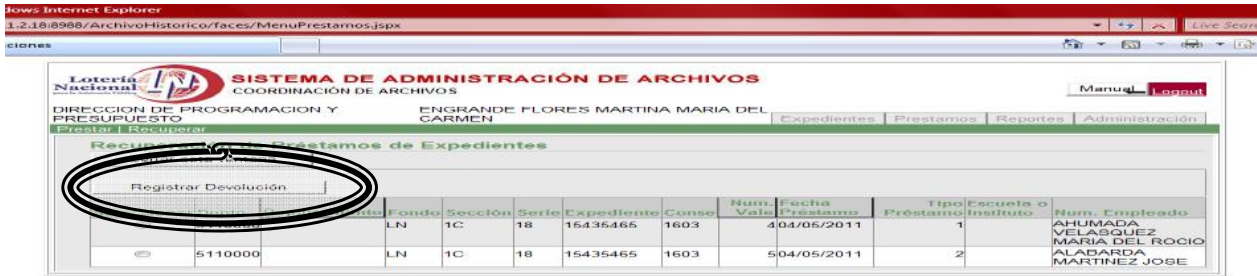 dows Internet Explorer
1.2.18:8988/ArchivoHistorico/faces/MenuPrestamos.jspx
Live Sear
ciones
Lotería Nacional
SISTEMA DE ADMINISTRACIÓN DE ARCHIVOS
COORDINACIÓN DE ARCHIVOS
Manual Logout
DIRECCION DE PROGRAMACION Y PRESUPUESTO
ENGRANDE FLORES MARTINA MARIA DEL CARMEN
Expedientes Prestamos Reportes Administración
Prestar | Recuperar
de Préstamos de Expedientes
Registrar Devolución
Fondo Sección Serie Expediente Conse Num. Vale Fecha Préstamo Tipo Préstamo Escuela o Instituto Num. Empleado
LN 1C 18 15435465 1603 4 04/05/2011 1 AHUMADA VELASQUEZ MARIA DEL ROCIO
5110000 LN 1C 18 15435465 1603 5 04/05/2011 2 ALABARDA MARTINEZ JOSE